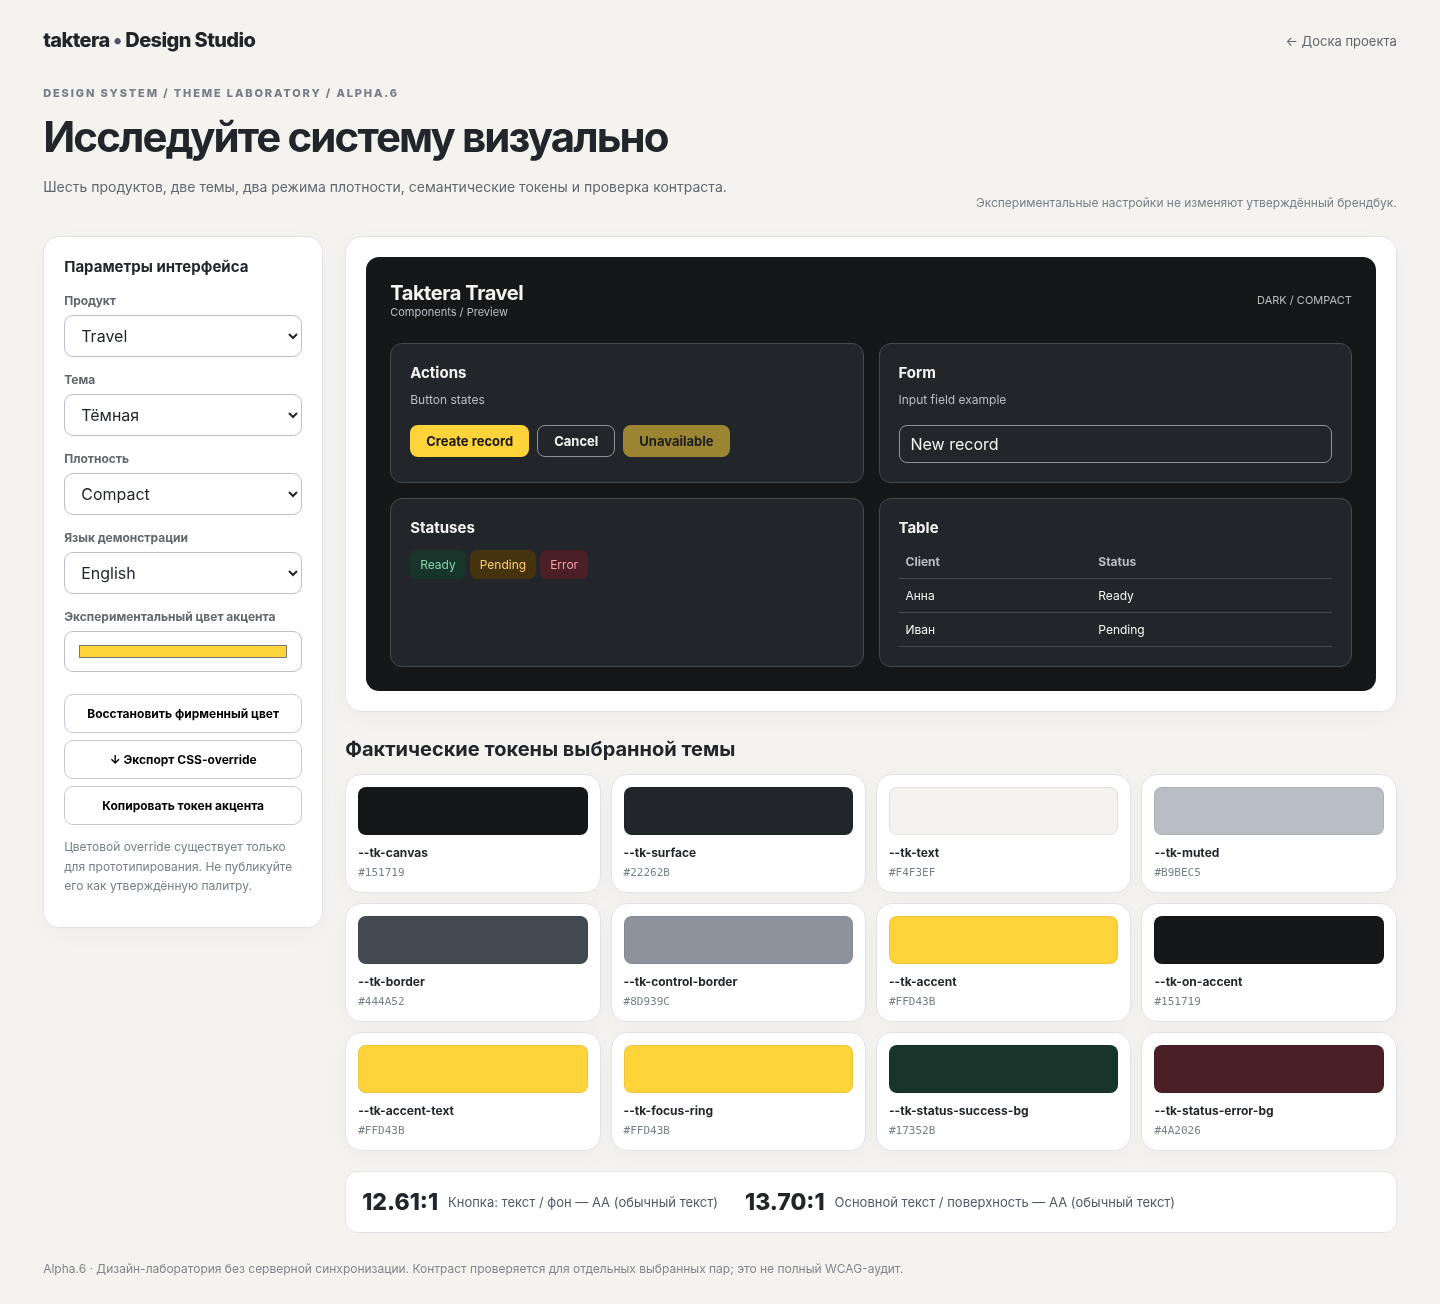 taktera • Design Studio
← Доска проекта
DESIGN SYSTEM / THEME LABORATORY / ALPHA.6
Исследуйте систему визуально
Шесть продуктов, две темы, два режима плотности, семантические токены и проверка контраста.
Экспериментальные настройки не изменяют утверждённый брендбук.
Параметры интерфейса
Продукт
Travel
Тема
Тёмная
Плотность
Compact
Язык демонстрации
English
Экспериментальный цвет акцента
Восстановить фирменный цвет
↓ Экспорт CSS-override
Копировать токен акцента
Цветовой override существует только
для прототипирования. Не публикуйте
его как утверждённую палитру.
Taktera Travel
Components / Preview
DARK / COMPACT
Actions
Button states
Create record
Cancel
Unavailable
Form
Input field example
New record
Statuses
Ready
Pending
Error
Table
Client Status
Анна Ready
Иван Pending
Фактические токены выбранной темы
--tk-canvas
#151719
--tk-surface
#22262B
--tk-text
#F4F3EF
--tk-muted
#B9BEC5
--tk-border
#444A52
--tk-control-border
#8D939C
--tk-accent
#FFD43B
--tk-on-accent
#151719
--tk-accent-text
#FFD43B
--tk-focus-ring
#FFD43B
--tk-status-success-bg
#17352B
--tk-status-error-bg
#4A2026
12.61:1 Кнопка: текст / фон — AA (обычный текст)
13.70:1 Основной текст / поверхность — AA (обычный текст)
Alpha.6 · Дизайн-лаборатория без серверной синхронизации. Контраст проверяется для отдельных выбранных пар; это не полный WCAG-аудит.